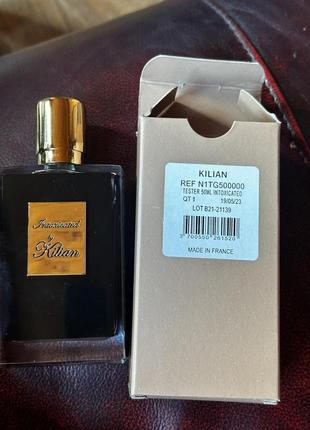 Intoxicated
by
Kilian
KILIAN
REF N1TG500000
TESTER 50ML INTOXICATED
QT 1 19/05/23
LOT B21-21139
3 700550 261520
MADE IN FRANCE